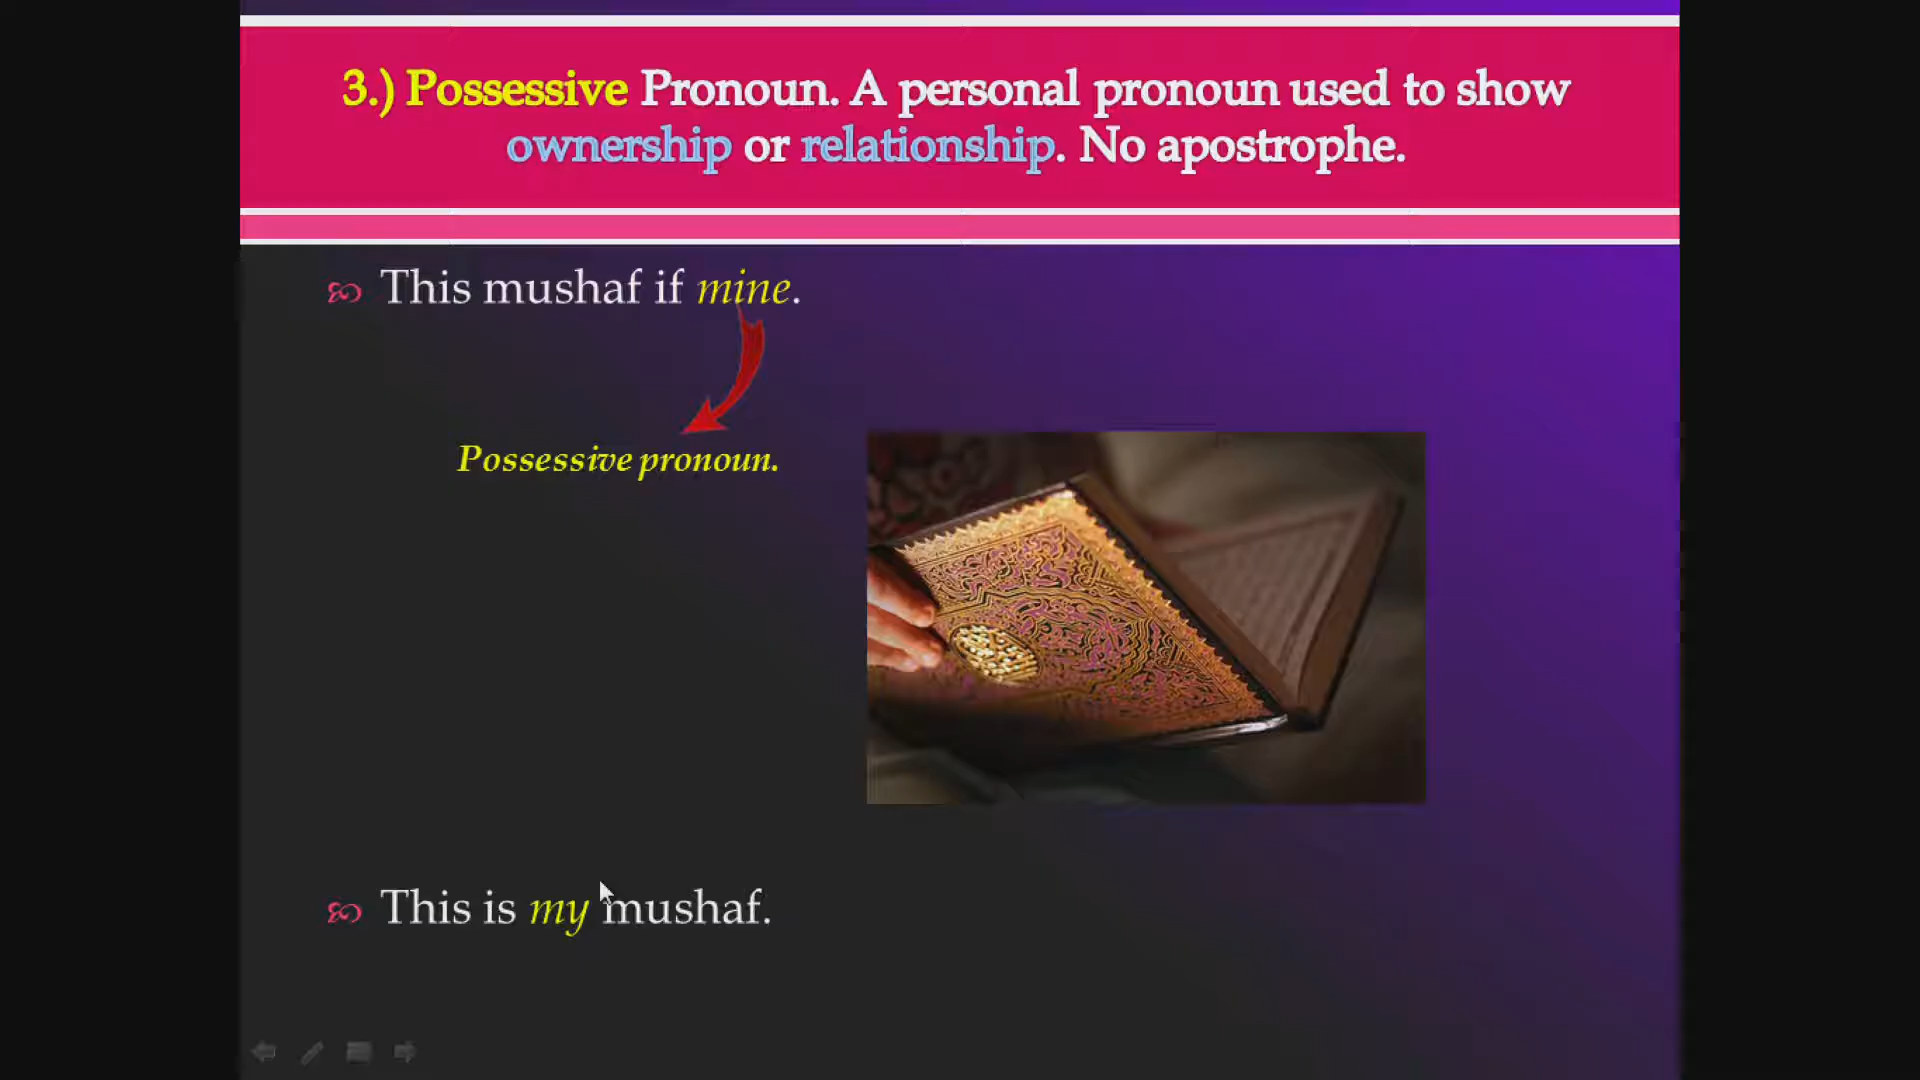 3.) Possessive Pronoun. A personal pronoun used to show
ownership or relationship. No apostrophe.
This mushaf if mine.
Possessive pronoun.
This is my mushaf.